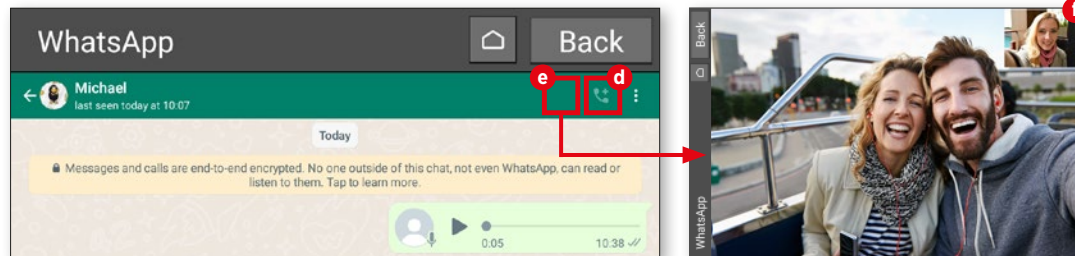 WhatsApp
Back
e
d
Michael
last seen today at 10:07
Today
Messages and calls are end-to-end encrypted. No one outside of this chat, not even WhatsApp, can read or
listen to them. Tap to learn more.
0:05
10:38
Back
WhatsApp